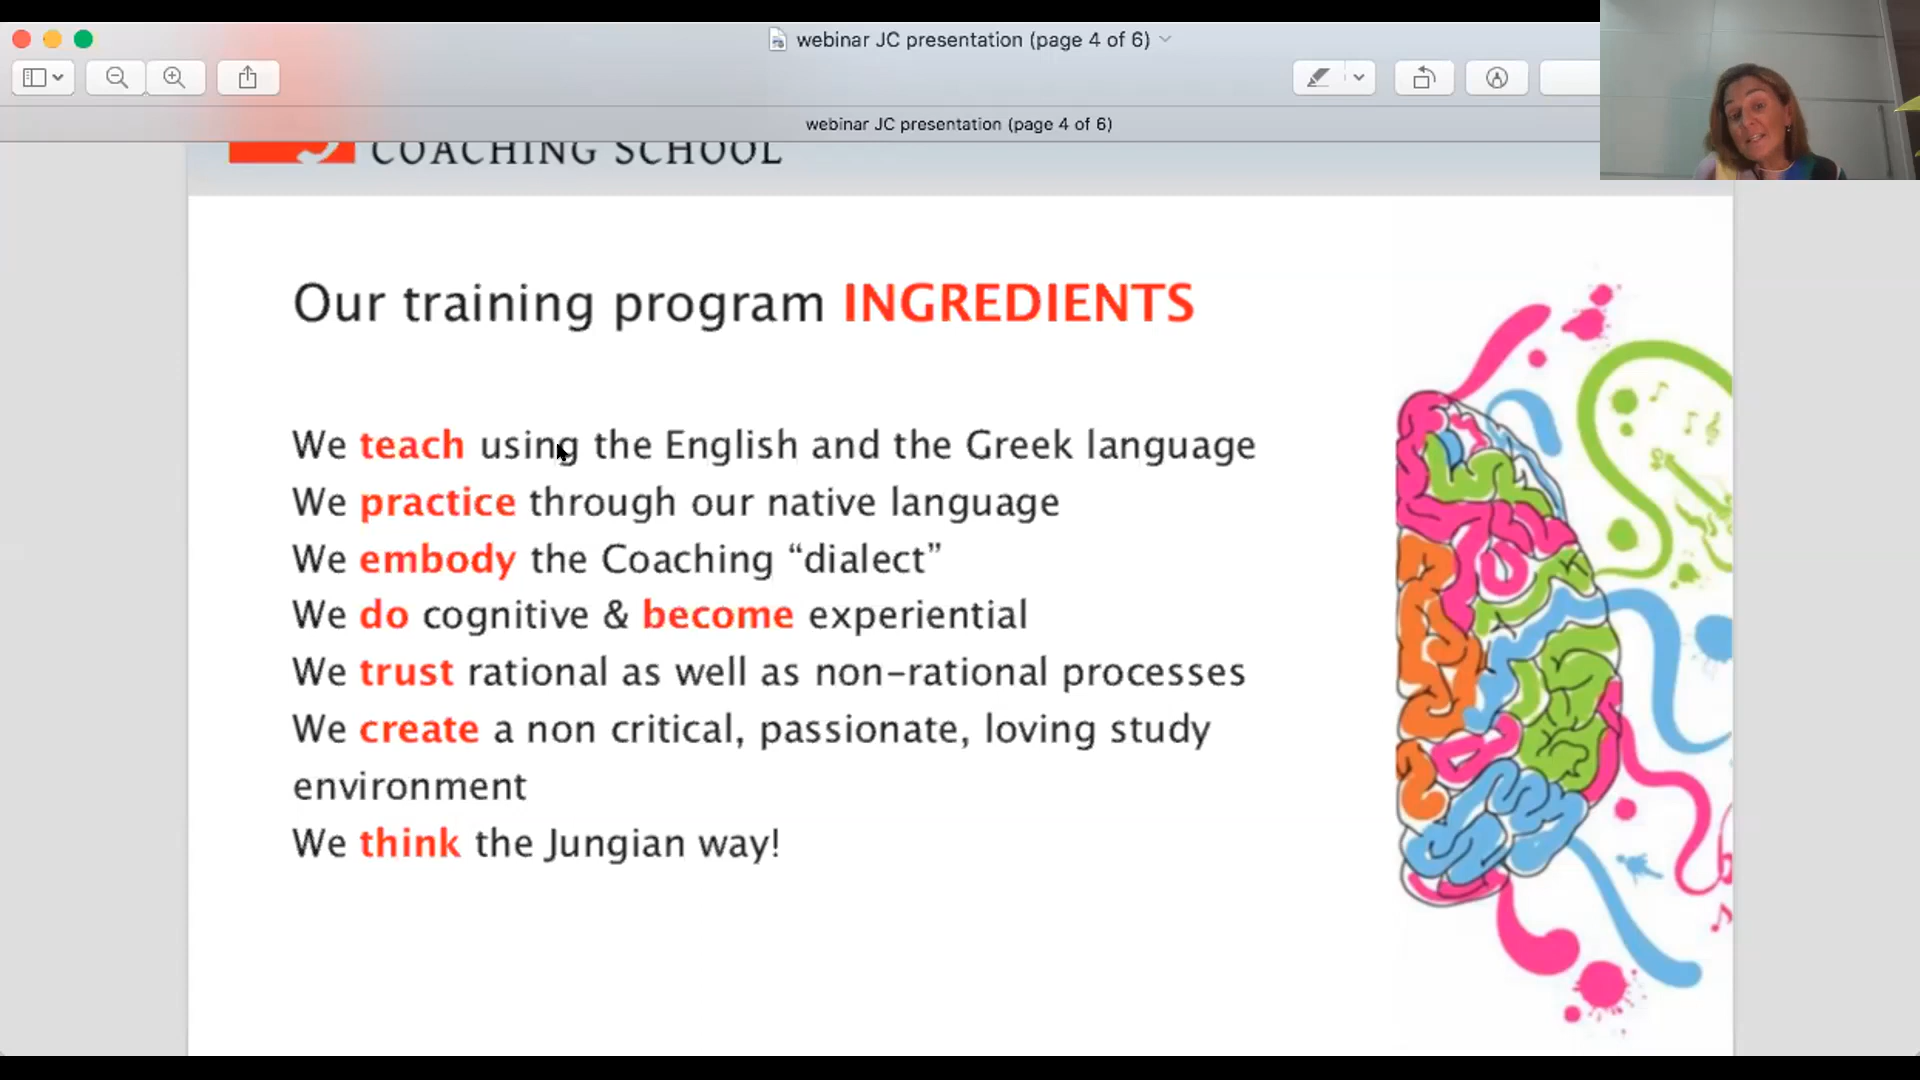 webinar JC presentation (page 4 of 6)
webinar JC presentation (page 4 of 6)
COACHING SCHOOL
Our training program INGREDIENTS
We teach using the English and the Greek language
We practice through our native language
We embody the Coaching “dialect”
We do cognitive & become experiential
We trust rational as well as non-rational processes
We create a non critical, passionate, loving study
environment
We think the Jungian way!